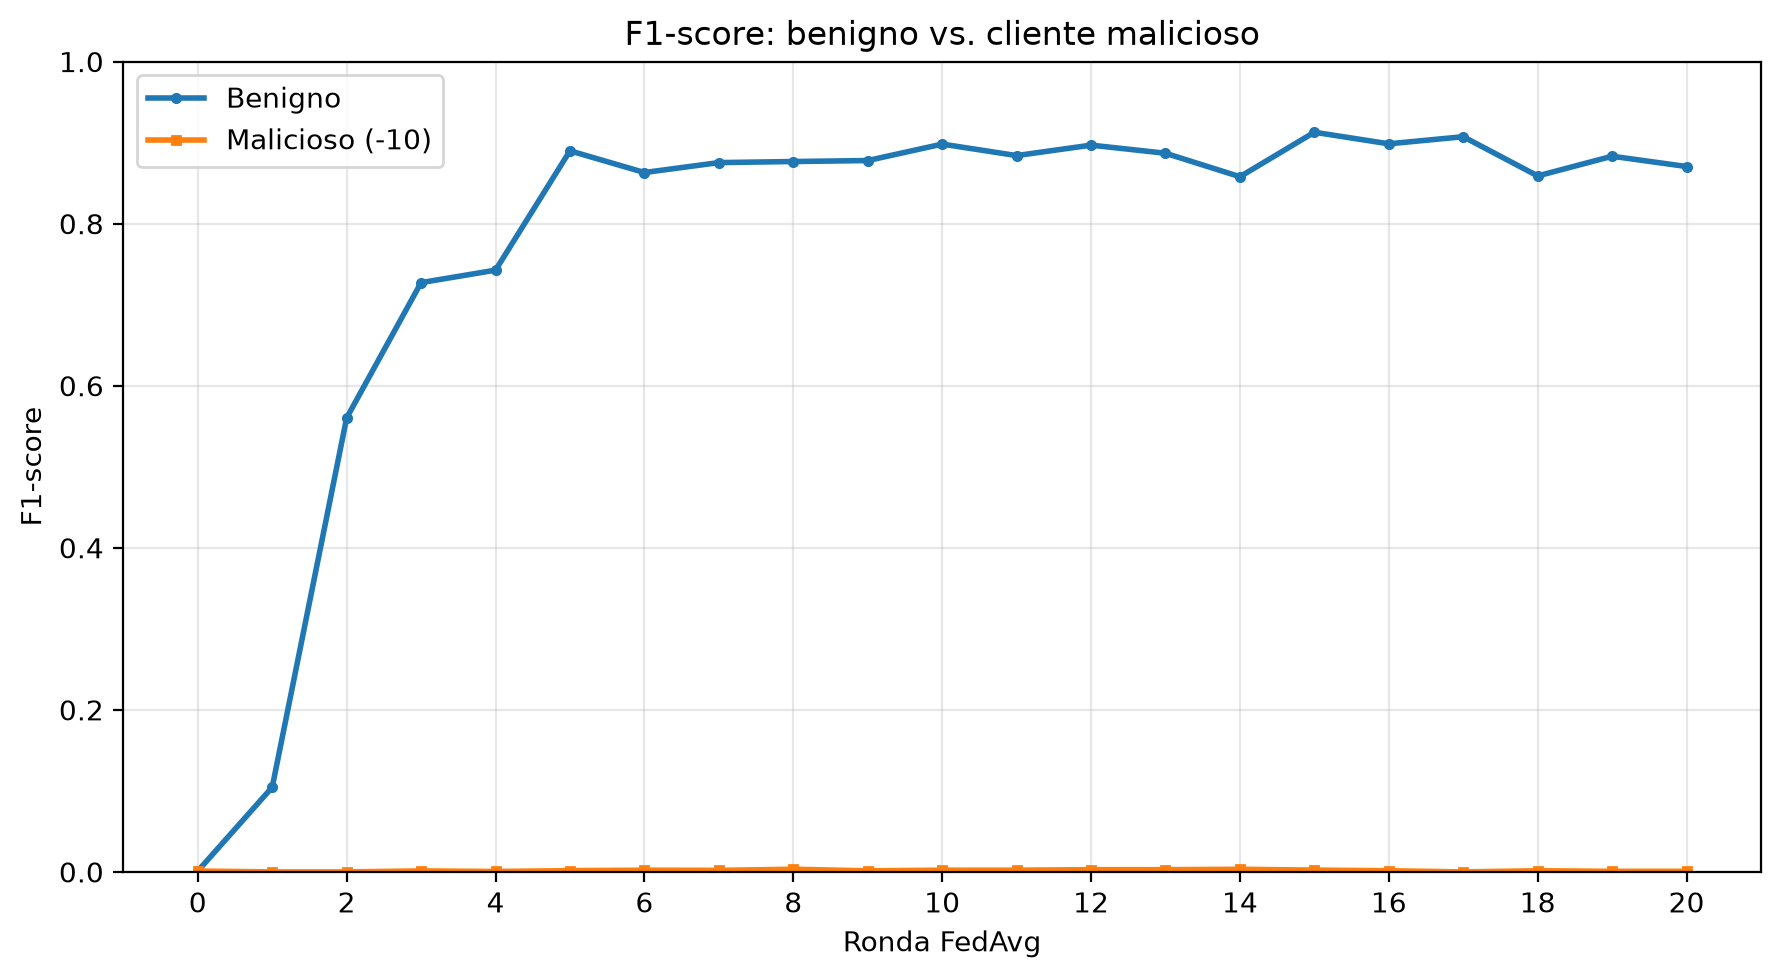 F1-score: benigno vs. cliente malicioso
1.0
Benigno
Malicioso (-10)
0.8
0.6
F1-score
0.4
0.2
0.0
0 2 4 6 8 10 12 14 16 18 20
Ronda FedAvg